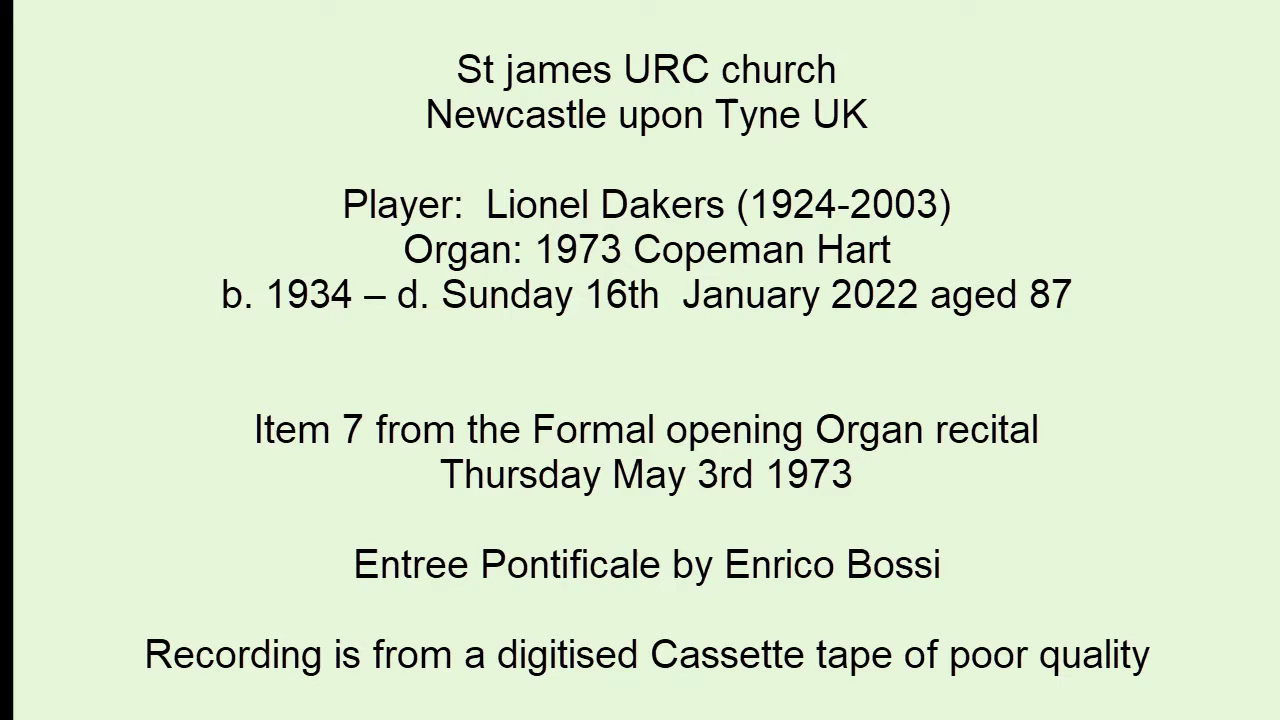 St james URC church
Newcastle upon Tyne UK
Player:  Lionel Dakers (1924-2003)
Organ: 1973 Copeman Hart
b. 1934 – d. Sunday 16th  January 2022 aged 87
Item 7 from the Formal opening Organ recital
Thursday May 3rd 1973
Entree Pontificale by Enrico Bossi
Recording is from a digitised Cassette tape of poor quality